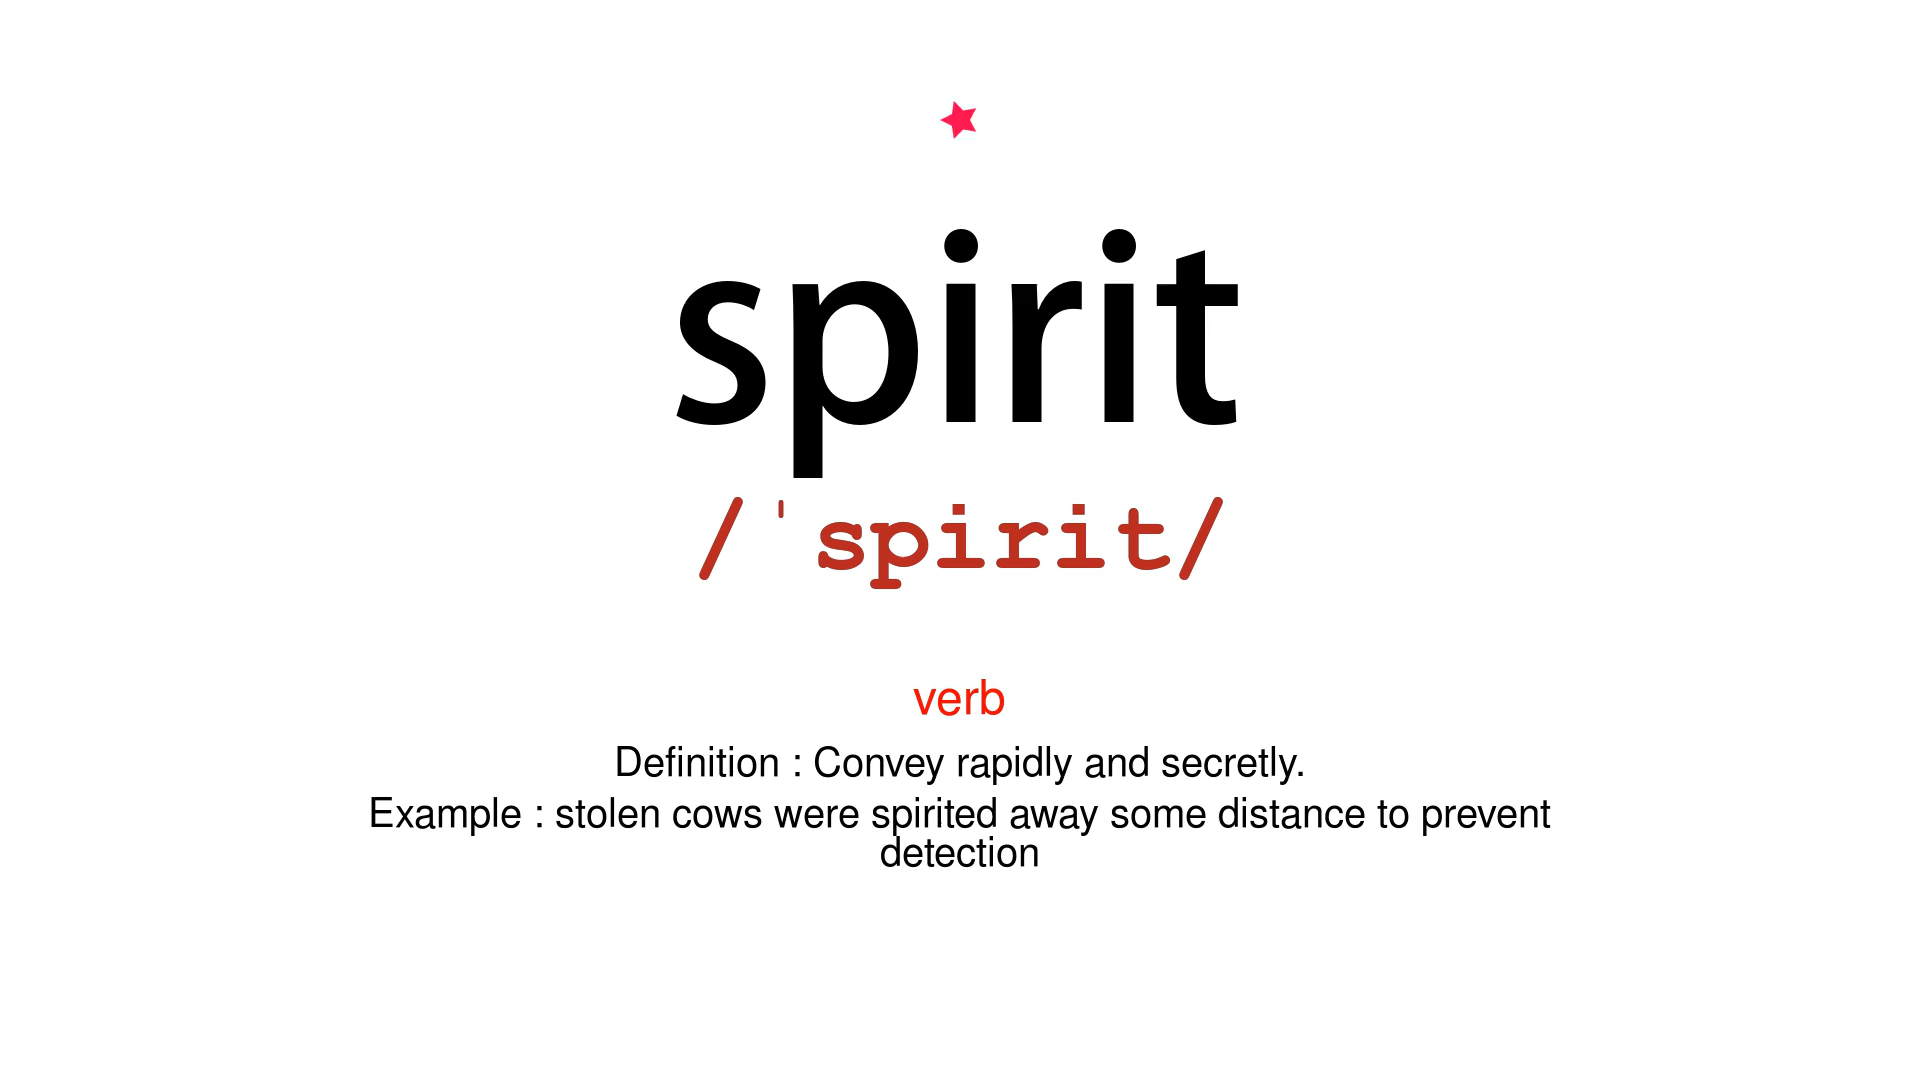 spirit
/ˈspirit/
verb
Definition : Convey rapidly and secretly.
Example : stolen cows were spirited away some distance to prevent
detection